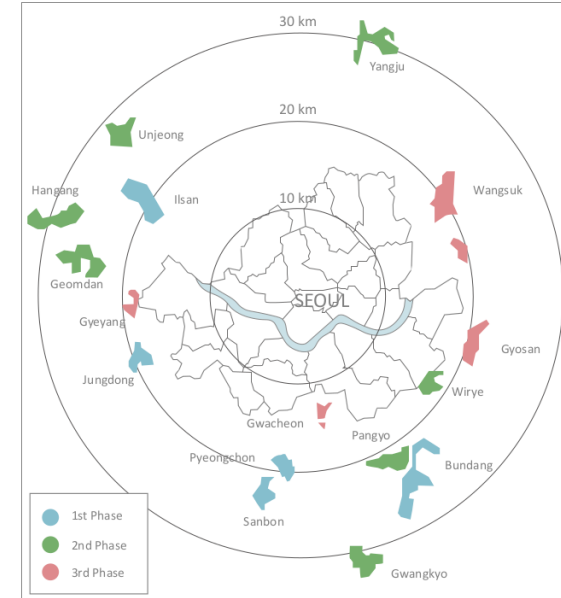 30 km
Yangju
20 km
Unjeong
Hangang
Ilsan
10 km
Wangsuk
Geomdan
SEOUL
Gyeyang
Gyosan
Jungdong
Wirye
Gwacheon
Pangyo
Pyeongchon
Bundang
Sanbon
1st Phase
2nd Phase
3rd Phase
Gwangkyo